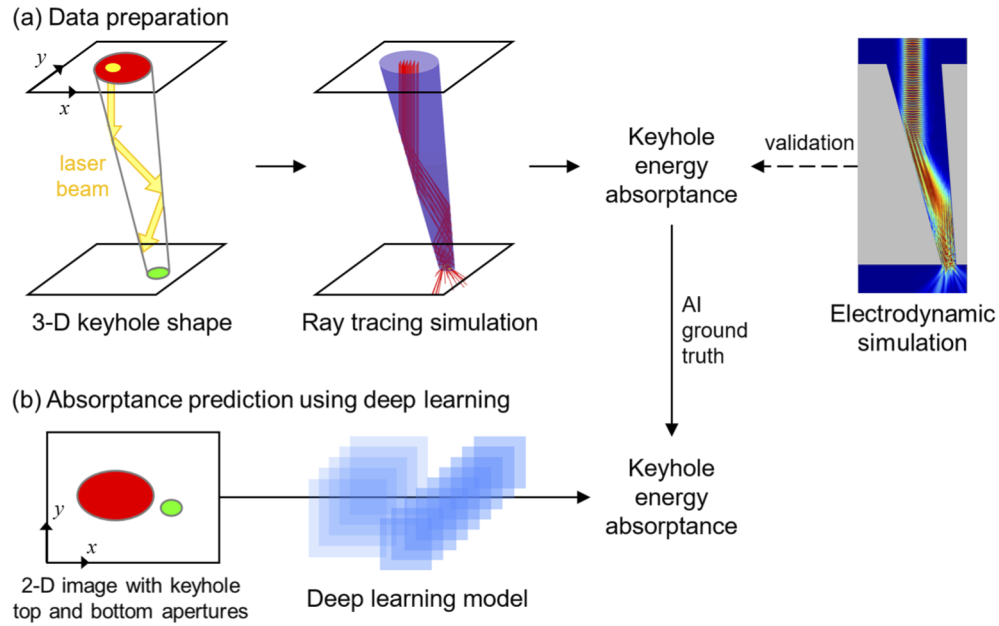 (a) Data preparation
y
x
laser
beam
3-D keyhole shape
Ray tracing simulation
Keyhole
energy
absorptance
validation
Electrodynamic
simulation
AI
ground
truth
(b) Absorptance prediction using deep learning
y
x
2-D image with keyhole
top and bottom apertures
Deep learning model
Keyhole
energy
absorptance